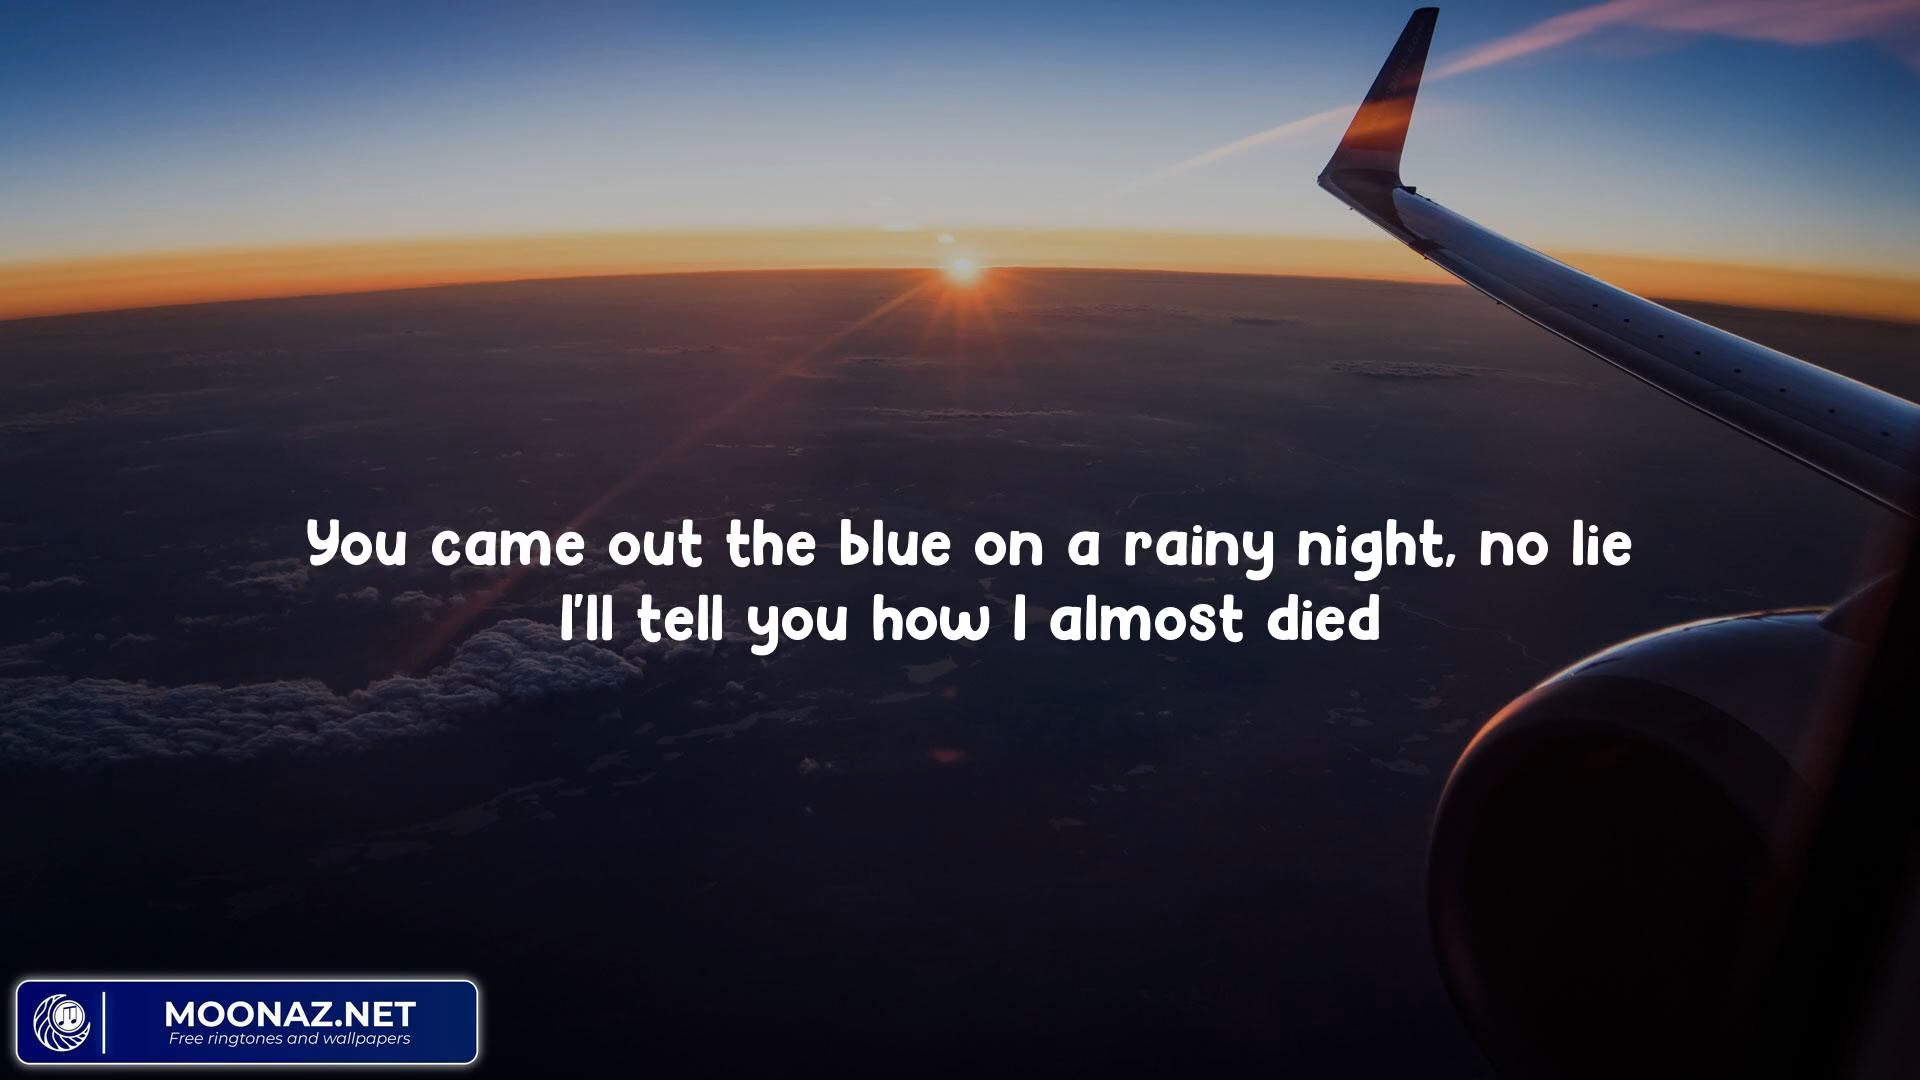 You came out the blue on a rainy night, no lie
I'll tell you how I almost died
MOONAZ.NET
Free ringtones and wallpapers